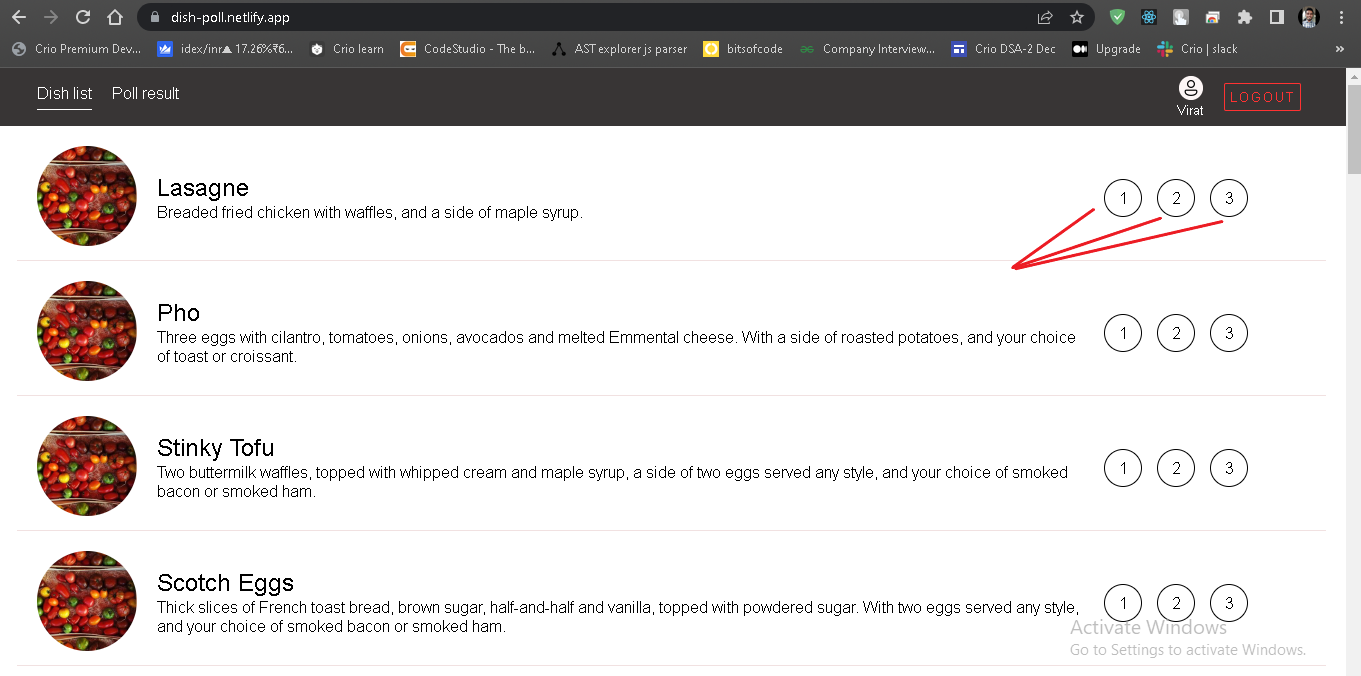 dish-poll.netlify.app
Crio Premium Dev... idex/inr▲ 17.26%₹6... Crio learn CodeStudio - The b... AST explorer js parser bitsofcode Company Interview... Crio DSA-2 Dec Upgrade Crio | slack »
Dish list Poll result Virat LOGOUT
Lasagne
Breaded fried chicken with waffles, and a side of maple syrup.
1 2 3
Pho
Three eggs with cilantro, tomatoes, onions, avocados and melted Emmental cheese. With a side of roasted potatoes, and your choice
of toast or croissant.
1 2 3
Stinky Tofu
Two buttermilk waffles, topped with whipped cream and maple syrup, a side of two eggs served any style, and your choice of smoked
bacon or smoked ham.
1 2 3
Scotch Eggs
Thick slices of French toast bread, brown sugar, half-and-half and vanilla, topped with powdered sugar. With two eggs served any style,
and your choice of smoked bacon or smoked ham.
1 2 3
Activate Windows
Go to Settings to activate Windows.